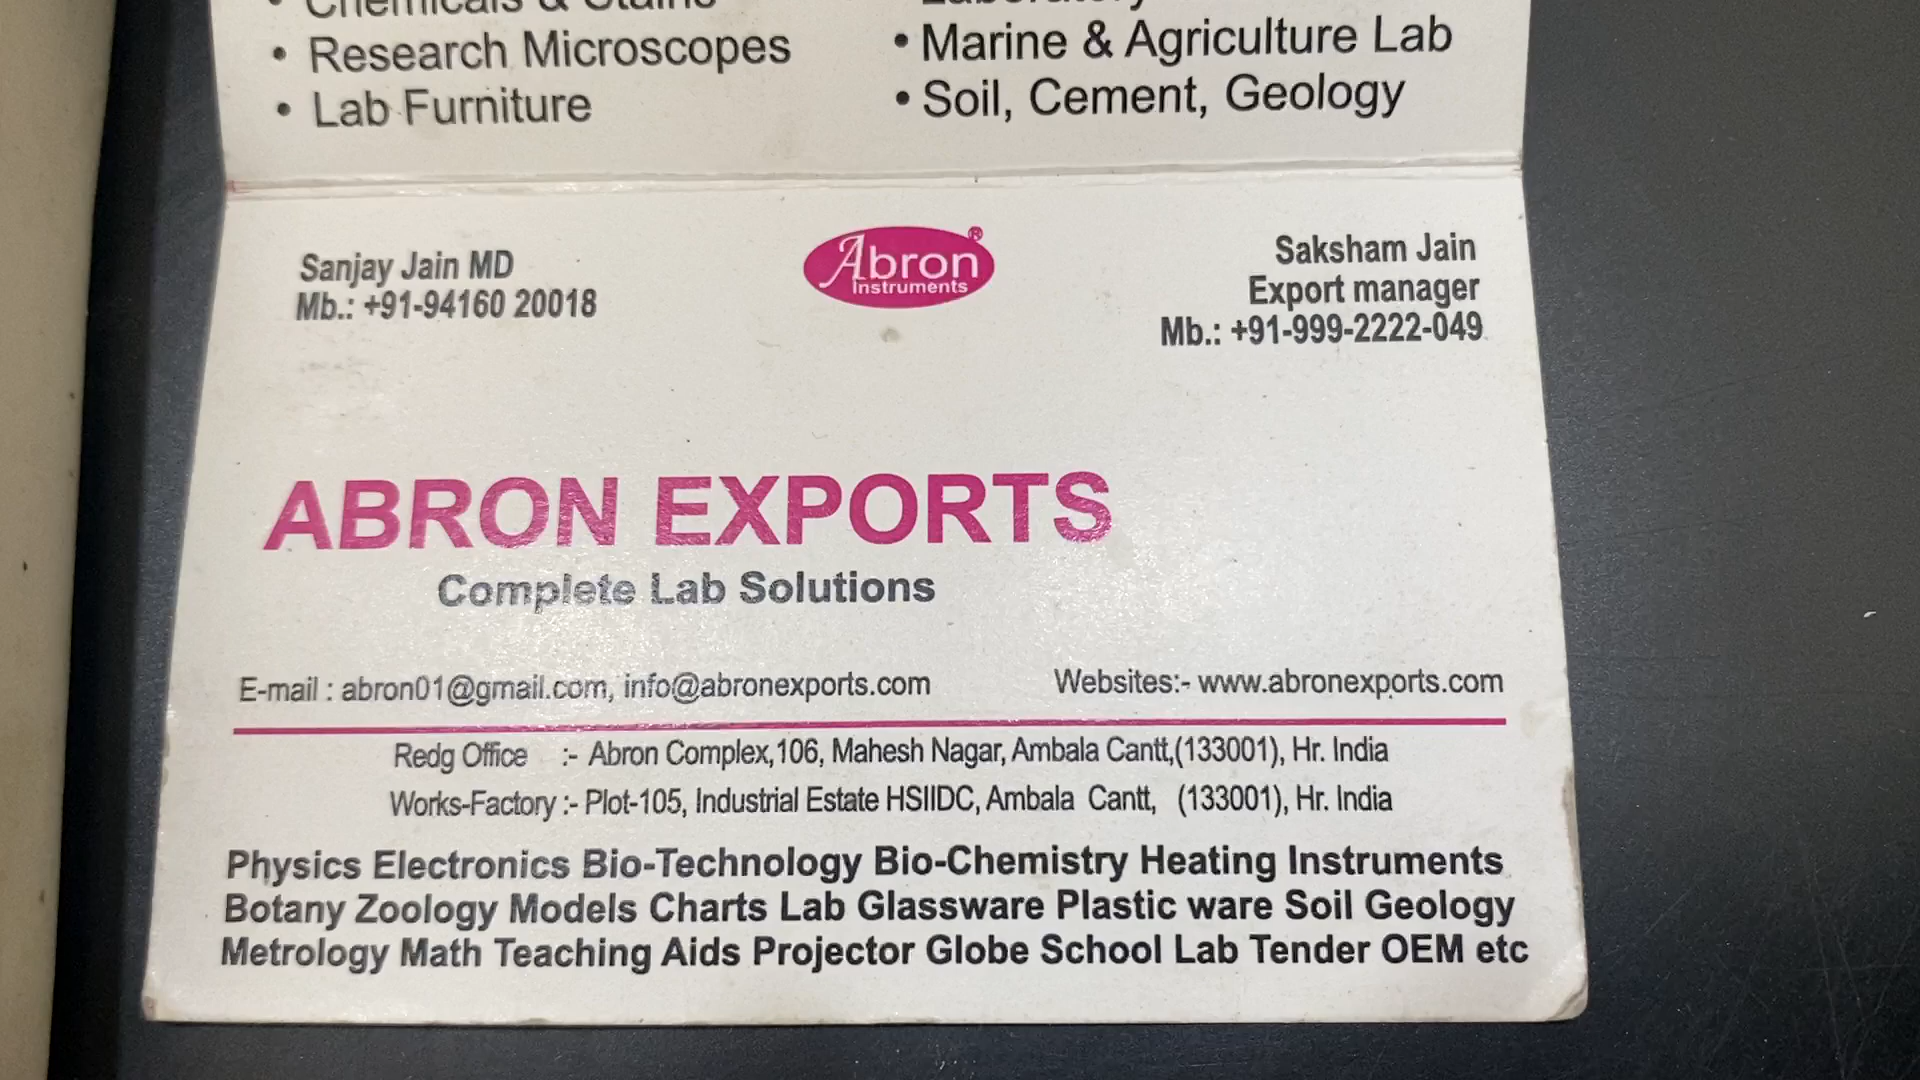 • Chemicals & Stains
• Research Microscopes
• Lab Furniture
Laboratory
• Marine & Agriculture Lab
• Soil, Cement, Geology
Sanjay Jain MD
Mb.: +91-94160 20018
Abron®
Instruments
Saksham Jain
Export manager
Mb.: +91-999-2222-049
ABRON EXPORTS
Complete Lab Solutions
E-mail : abron01@gmail.com, info@abronexports.com
Websites:- www.abronexports.com
Redg Office :- Abron Complex,106, Mahesh Nagar, Ambala Cantt,(133001), Hr. India
Works-Factory :- Plot-105, Industrial Estate HSIIDC, Ambala Cantt, (133001), Hr. India
Physics Electronics Bio-Technology Bio-Chemistry Heating Instruments
Botany Zoology Models Charts Lab Glassware Plastic ware Soil Geology
Metrology Math Teaching Aids Projector Globe School Lab Tender OEM etc